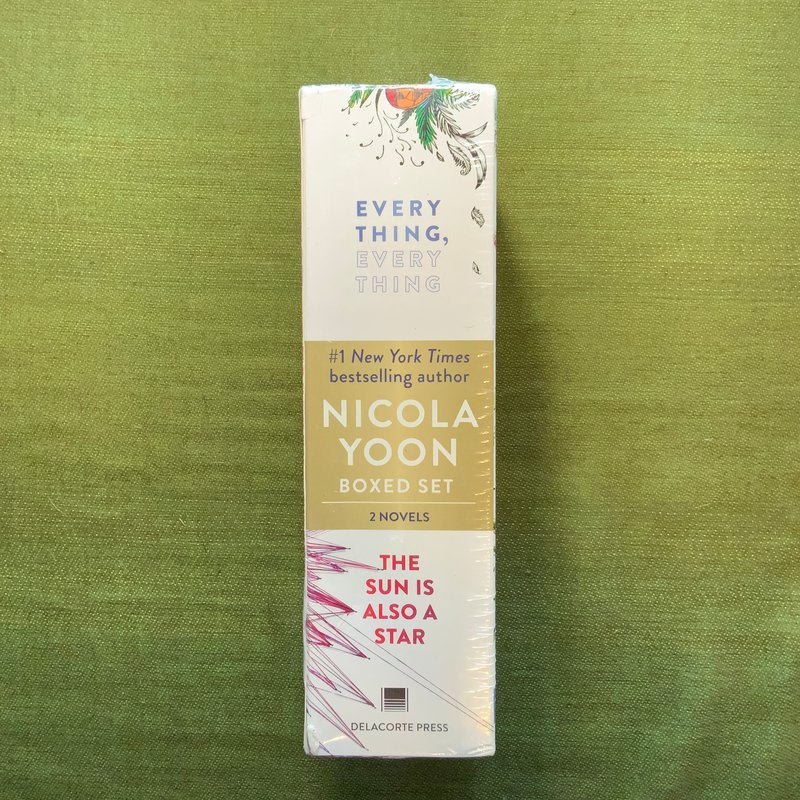 EVERY
THING,
EVERY
THING
#1 New York Times
bestselling author
NICOLA
YOON
BOXED SET
2 NOVELS
THE
SUN IS
ALSO A
STAR
DELACORTE PRESS